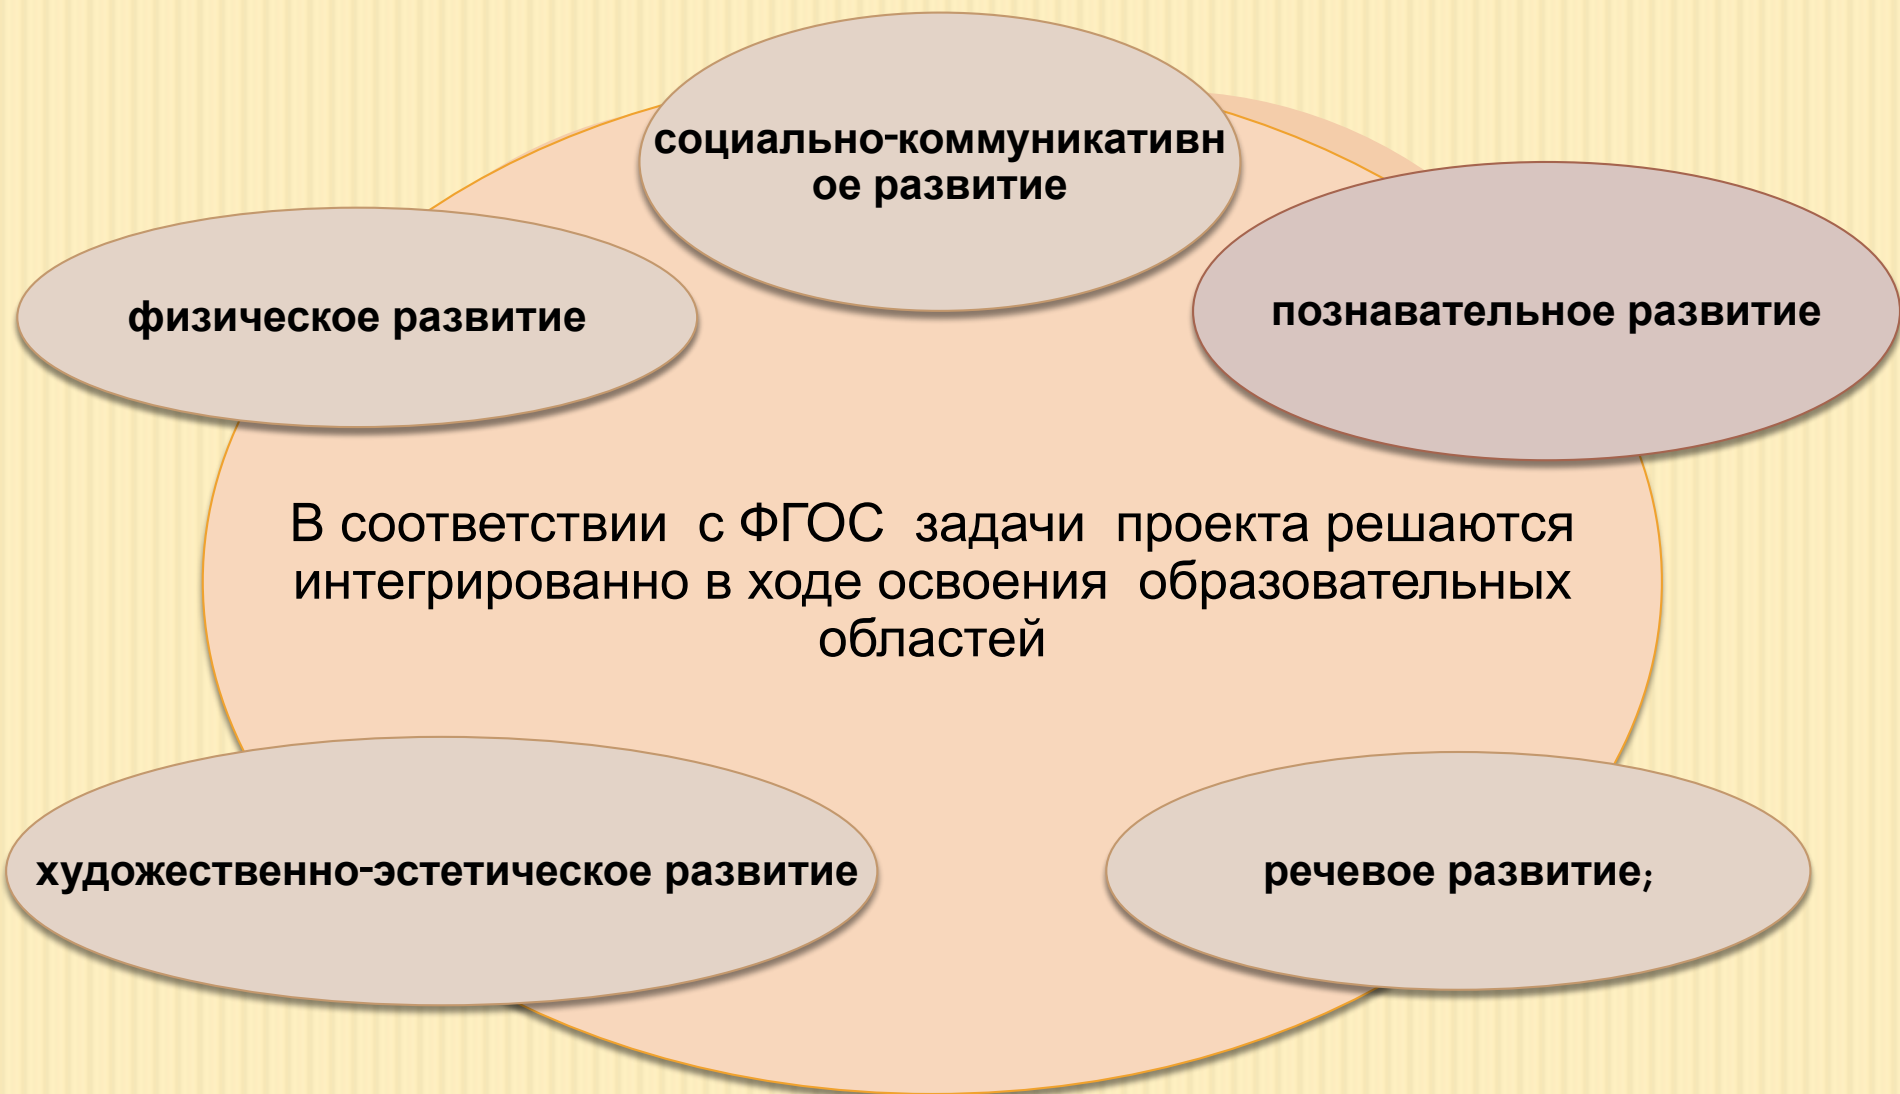 социально-коммуникативн
ое развитие
физическое развитие
познавательное развитие
В соответствии с ФГОС задачи проекта решаются
интегрированно в ходе освоения образовательных
областей
художественно-эстетическое развитие
речевое развитие;